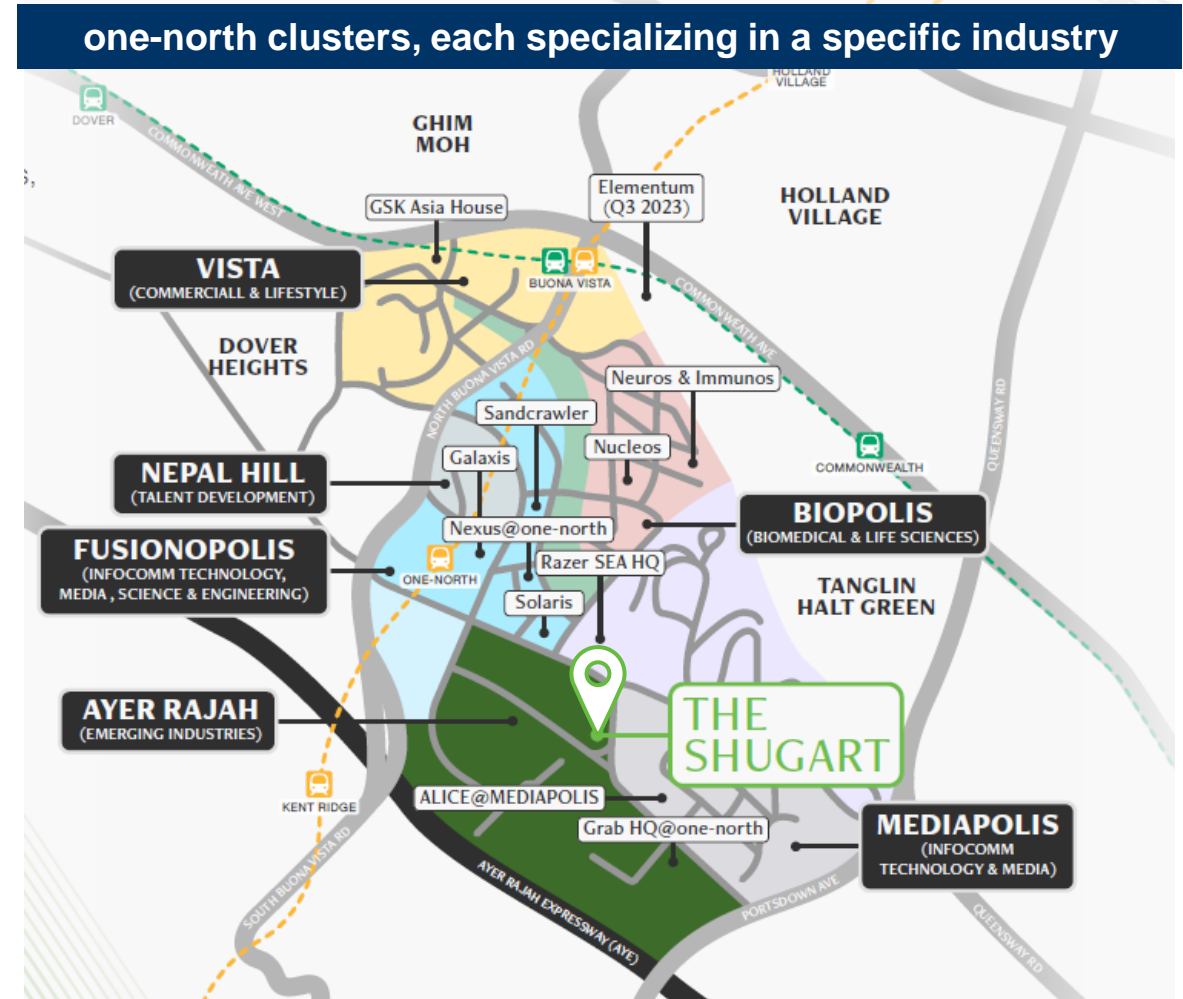 one-north clusters, each specializing in a specific industry
HOLLAND
VILLAGE
DOVER
COMMONWEATH AVE WEST
GHIM
MOH
s,
Elementum
(Q3 2023)
HOLLAND
VILLAGE
GSK Asia House
VISTA
(COMMERCIALL & LIFESTYLE)
BUONA VISTA
COMMONWEATH AVE
DOVER
HEIGHTS
NORTH BUONA VISTA RD
Neuros & Immunos
QUEENSWAY RD
Sandcrawler
Nucleos
Galaxis
COMMONWEALTH
NEPAL HILL
(TALENT DEVELOPMENT)
BIOPOLIS
(BIOMEDICAL & LIFE SCIENCES)
Nexus@one-north
FUSIONOPOLIS
(INFOCOMM TECHNOLOGY,
MEDIA , SCIENCE & ENGINEERING)
ONE-NORTH
Razer SEA HQ
TANGLIN
HALT GREEN
Solaris
AYER RAJAH
(EMERGING INDUSTRIES)
THE
SHUGART
KENT RIDGE
ALICE@MEDIAPOLIS
Grab HQ@one-north
MEDIAPOLIS
(INFOCOMM
TECHNOLOGY & MEDIA)
SOUTH BUONA VISTA RD
AYER RAJAH EXPRESSWAY (AYE)
PORTSDOWN AVE
QUEENSWAY RD